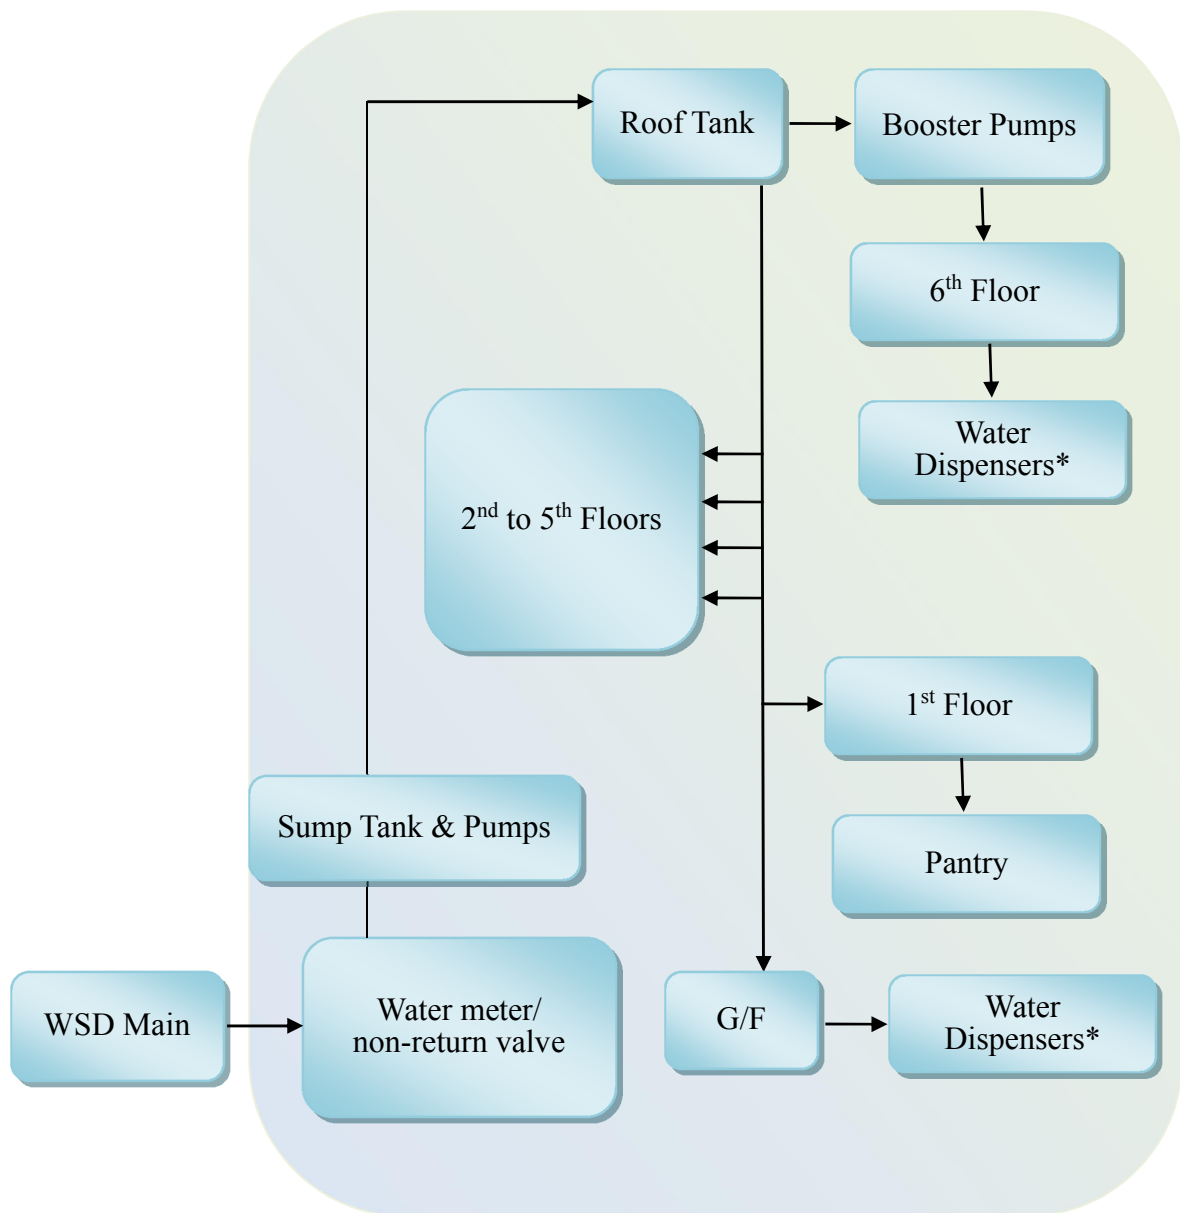 Roof Tank
Booster Pumps
6th Floor
Water
Dispensers*
2nd to 5th Floors
1st Floor
Sump Tank & Pumps
Pantry
WSD Main
Water meter/
non-return valve
G/F
Water
Dispensers*